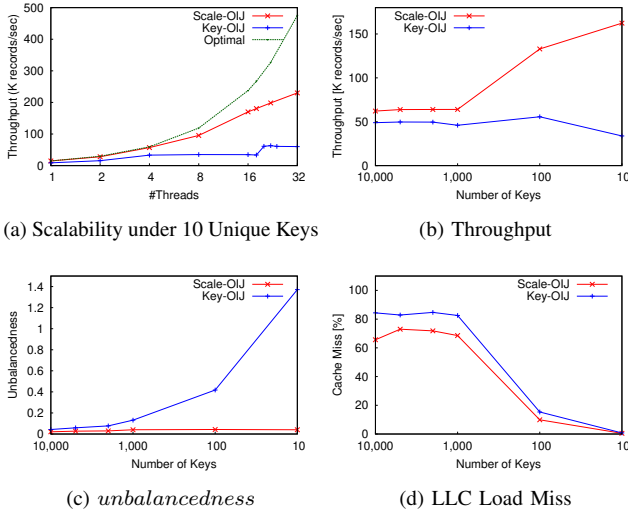 500
400
300
200
100
0
Throughput (K records/sec)
Scale-OIJ
Key-OIJ
Optimal
1 2 4 8 16 32
#Threads
(a) Scalability under 10 Unique Keys
150
100
50
0
Throughput [K records/sec]
Scale-OIJ
Key-OIJ
10,000 1,000 100 10
Number of Keys
(b) Throughput
1.4
1.2
1
0.8
0.6
0.4
0.2
0
Unbalancedness
Scale-OIJ
Key-OIJ
10,000 1,000 100 10
Number of Keys
(c) unbalancedness
100
80
60
40
20
0
Cache Miss [%]
Scale-OIJ
Key-OIJ
10,000 1,000 100 10
Number of Keys
(d) LLC Load Miss